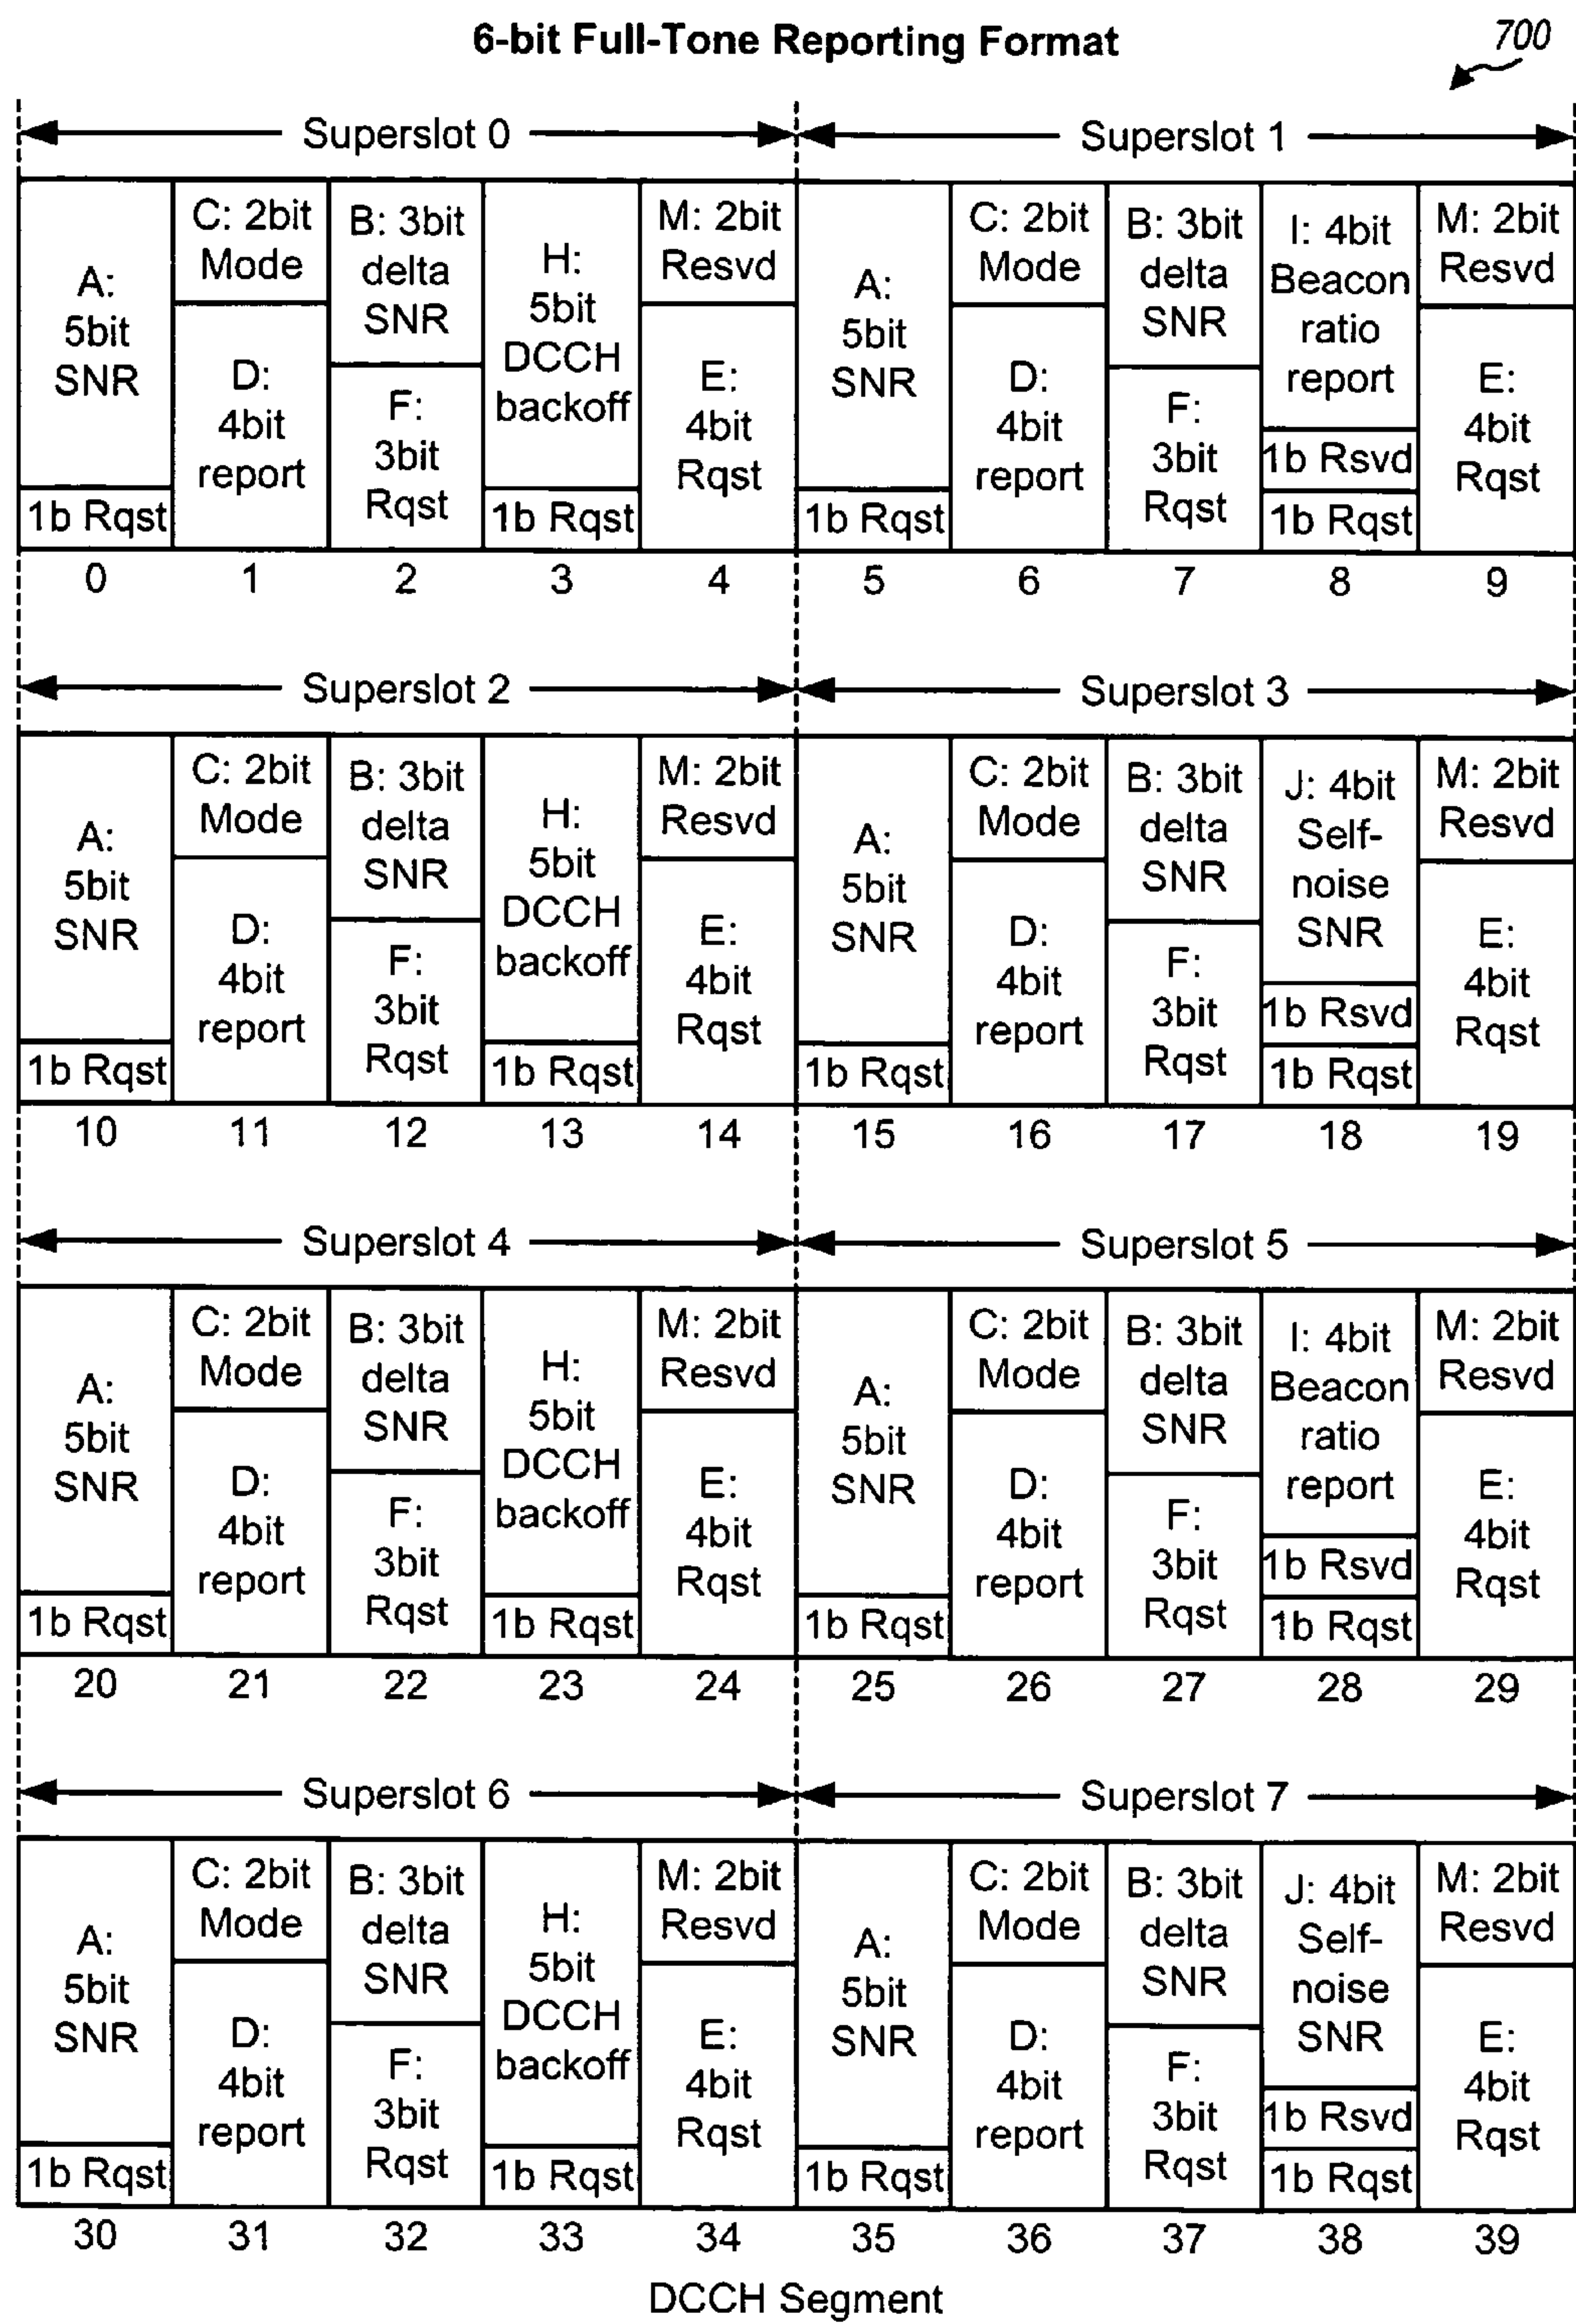 6-bit Full-Tone Reporting Format
700
Superslot 0
Superslot 1
A:
5bit
SNR
1b Rqst
C: 2bit
Mode
D:
4bit
report
B: 3bit
delta
SNR
F:
3bit
Rqst
H:
5bit
DCCH
backoff
1b Rqst
M: 2bit
Resvd
E:
4bit
Rqst
A:
5bit
SNR
1b Rqst
C: 2bit
Mode
D:
4bit
report
B: 3bit
delta
SNR
F:
3bit
Rqst
I: 4bit
Beacon
ratio
report
1b Rsvd
1b Rqst
M: 2bit
Resvd
E:
4bit
Rqst
0 1 2 3 4 5 6 7 8 9
Superslot 2
Superslot 3
A:
5bit
SNR
1b Rqst
C: 2bit
Mode
D:
4bit
report
B: 3bit
delta
SNR
F:
3bit
Rqst
H:
5bit
DCCH
backoff
1b Rqst
M: 2bit
Resvd
E:
4bit
Rqst
A:
5bit
SNR
1b Rqst
C: 2bit
Mode
D:
4bit
report
B: 3bit
delta
SNR
F:
3bit
Rqst
J: 4bit
Self-
noise
SNR
1b Rsvd
1b Rqst
M: 2bit
Resvd
E:
4bit
Rqst
10 11 12 13 14 15 16 17 18 19
Superslot 4
Superslot 5
A:
5bit
SNR
1b Rqst
C: 2bit
Mode
D:
4bit
report
B: 3bit
delta
SNR
F:
3bit
Rqst
H:
5bit
DCCH
backoff
1b Rqst
M: 2bit
Resvd
E:
4bit
Rqst
A:
5bit
SNR
1b Rqst
C: 2bit
Mode
D:
4bit
report
B: 3bit
delta
SNR
F:
3bit
Rqst
I: 4bit
Beacon
ratio
report
1b Rsvd
1b Rqst
M: 2bit
Resvd
E:
4bit
Rqst
20 21 22 23 24 25 26 27 28 29
Superslot 6
Superslot 7
A:
5bit
SNR
1b Rqst
C: 2bit
Mode
D:
4bit
report
B: 3bit
delta
SNR
F:
3bit
Rqst
H:
5bit
DCCH
backoff
1b Rqst
M: 2bit
Resvd
E:
4bit
Rqst
A:
5bit
SNR
1b Rqst
C: 2bit
Mode
D:
4bit
report
B: 3bit
delta
SNR
F:
3bit
Rqst
J: 4bit
Self-
noise
SNR
1b Rsvd
1b Rqst
M: 2bit
Resvd
E:
4bit
Rqst
30 31 32 33 34 35 36 37 38 39
DCCH Segment